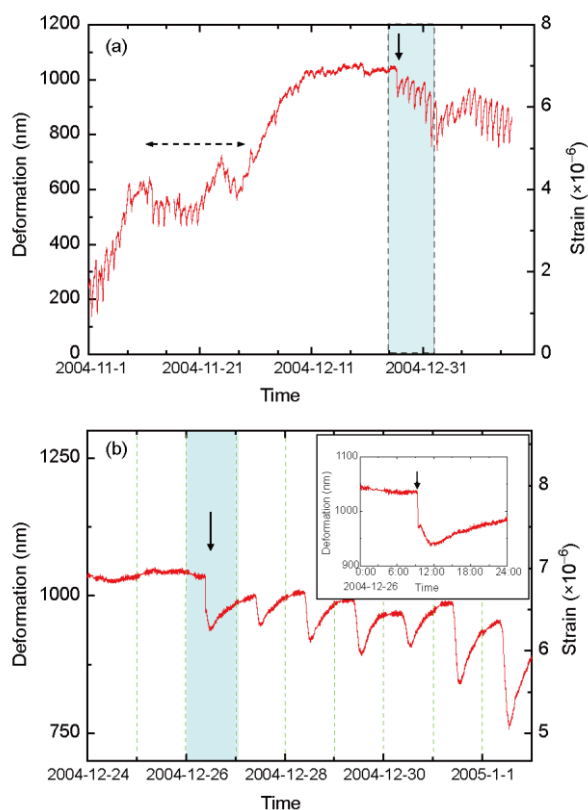 (a)
1200
1000
800
600
400
200
0
Deformation (nm)
8
6
4
2
0
Strain (×10⁻⁶)
2004-11-1 2004-11-21 2004-12-11 2004-12-31
Time
(b)
1250
1000
750
Deformation (nm)
8
7
6
5
Strain (×10⁻⁶)
1100
1000
900
Deformation (nm)
0:00 6:00 12:00 18:00 24:00
2004-12-26 Time
2004-12-24 2004-12-26 2004-12-28 2004-12-30 2005-1-1
Time